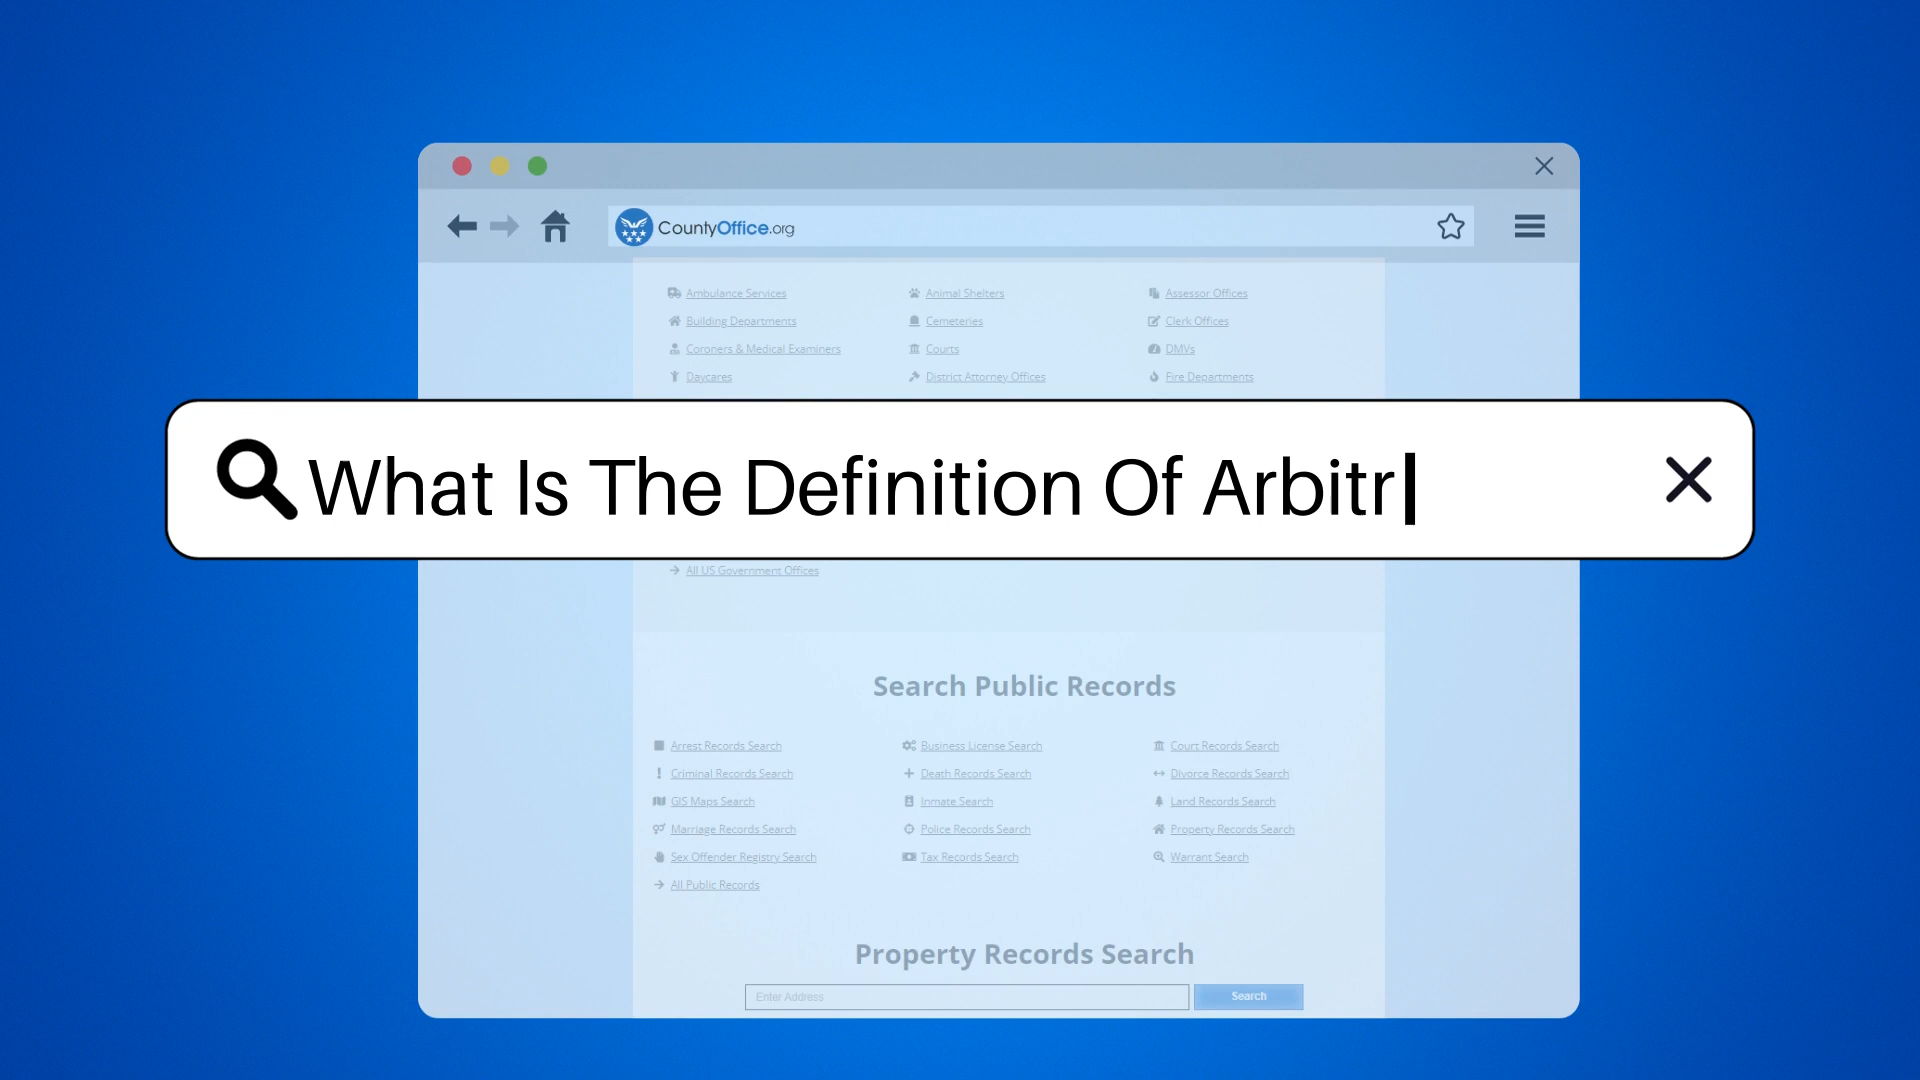 CountyOffice.org
Ambulance Services Animal Shelters Assessor Offices
Building Departments Cemeteries Clerk Offices
Coroners & Medical Examiners Courts DMVs
Daycares District Attorney Offices Fire Departments
What Is The Definition Of Arbitr
All US Government Offices
Search Public Records
Arrest Records Search Business License Search Court Records Search
Criminal Records Search Death Records Search Divorce Records Search
GIS Maps Search Inmate Search Land Records Search
Marriage Records Search Police Records Search Property Records Search
Sex Offender Registry Search Tax Records Search Warrant Search
All Public Records
Property Records Search
Enter Address Search